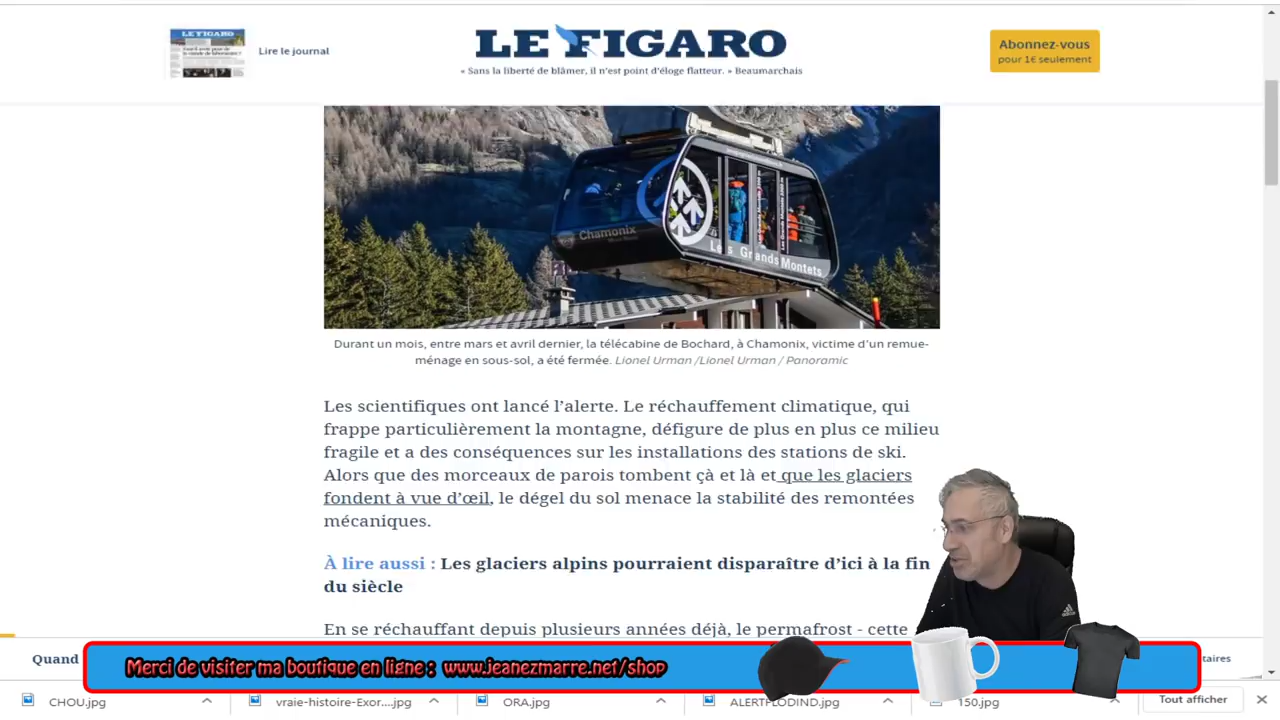 LE FIGARO
Lire le journal
LE FIGARO
« Sans la liberté de blâmer, il n'est point d'éloge flatteur. » Beaumarchais
Abonnez-vous
pour 1€ seulement
Chamonix
Les Grands Montets
Durant un mois, entre mars et avril dernier, la télécabine de Bochard, à Chamonix, victime d'un remue-
ménage en sous-sol, a été fermée. Lionel Urman /Lionel Urman / Panoramic
Les scientifiques ont lancé l'alerte. Le réchauffement climatique, qui
frappe particulièrement la montagne, défigure de plus en plus ce milieu
fragile et a des conséquences sur les installations des stations de ski.
Alors que des morceaux de parois tombent çà et là et que les glaciers
fondent à vue d'œil, le dégel du sol menace la stabilité des remontées
mécaniques.
À lire aussi : Les glaciers alpins pourraient disparaître d'ici à la fin
du siècle
En se réchauffant depuis plusieurs années déjà, le permafrost - cette
Quand
taires
Merci de visiter ma boutique en ligne : www.jeanezmarre.net/shop
CHOU.jpg
vraie-histoire-Exor....jpg
ORA.jpg
ALERTPLODIND.jpg
150.jpg
Tout afficher